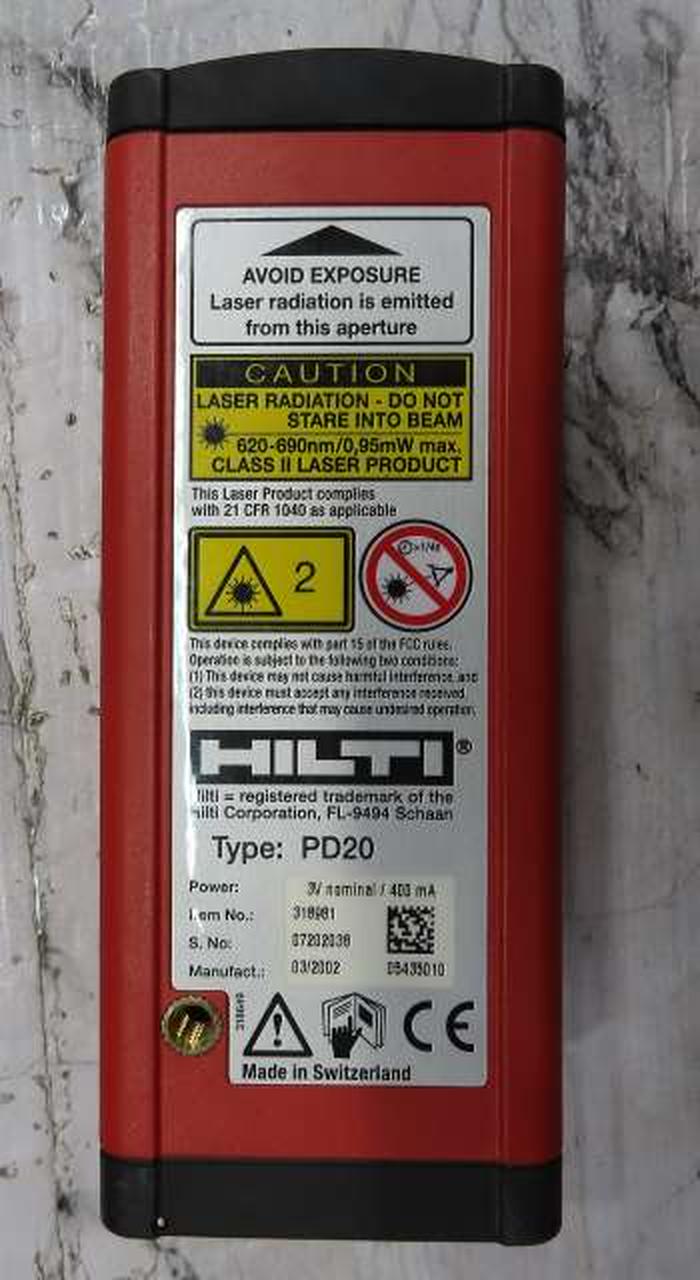 AVOID EXPOSURE
Laser radiation is emitted
from this aperture
CAUTION
LASER RADIATION - DO NOT
STARE INTO BEAM
620-690nm/0,95mW max.
CLASS II LASER PRODUCT
This Laser Product complies
with 21 CFR 1040 as applicable
2
This device complies with part 15 of the FCC rules.
Operation is subject to the following two conditions:
(1) This device may not cause harmful interference, and
(2) this device must accept any interference received,
including interference that may cause undesired operation.
HILTI®
Hilti = registered trademark of the
Hilti Corporation, FL-9494 Schaan
Type: PD20
Power: 3V nominal / 400 mA
Item No.: 318981
S. No: 07202038
Manufact.: 03/2002 05435010
CE
Made in Switzerland